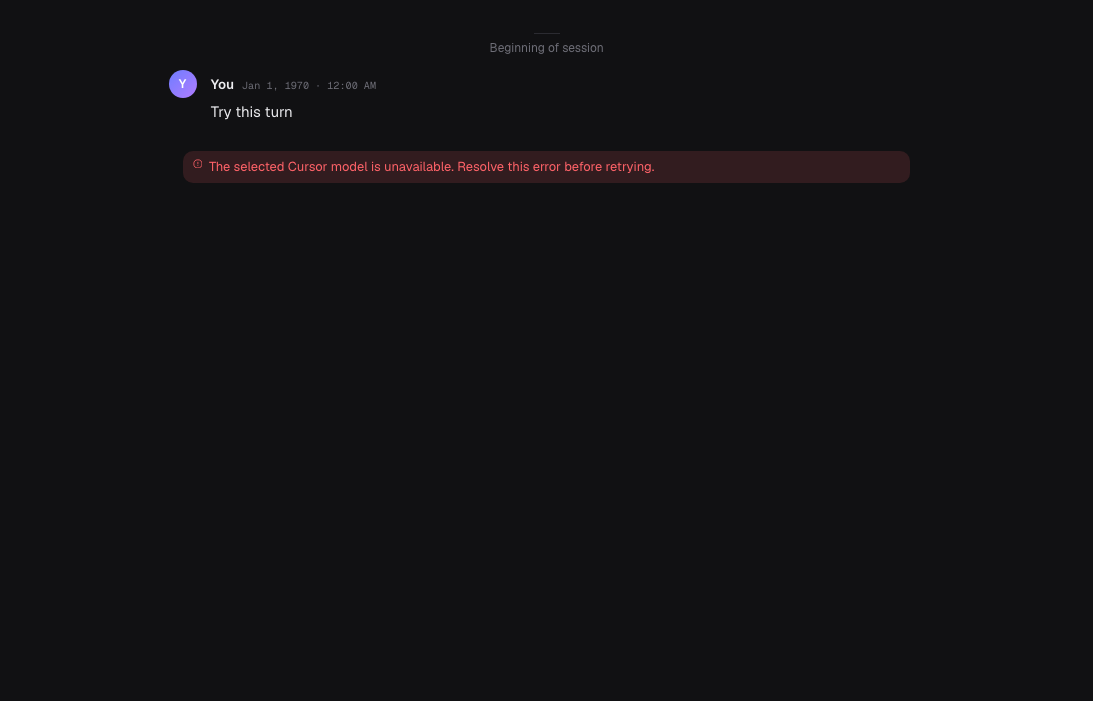 Beginning of session
Y
You Jan 1, 1970 · 12:00 AM
Try this turn
The selected Cursor model is unavailable. Resolve this error before retrying.